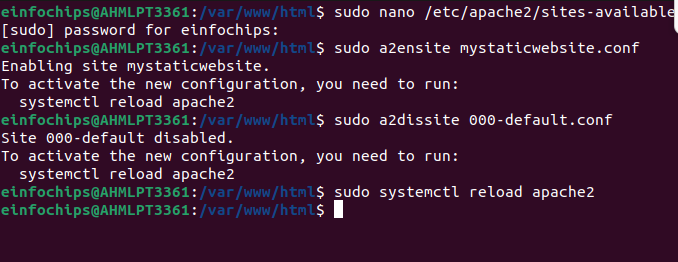 einfochips@AHMLPT3361:/var/www/html$ sudo nano /etc/apache2/sites-available
[sudo] password for einfochips:
einfochips@AHMLPT3361:/var/www/html$ sudo a2ensite mystaticwebsite.conf
Enabling site mystaticwebsite.
To activate the new configuration, you need to run:
  systemctl reload apache2
einfochips@AHMLPT3361:/var/www/html$ sudo a2dissite 000-default.conf
Site 000-default disabled.
To activate the new configuration, you need to run:
  systemctl reload apache2
einfochips@AHMLPT3361:/var/www/html$ sudo systemctl reload apache2
einfochips@AHMLPT3361:/var/www/html$